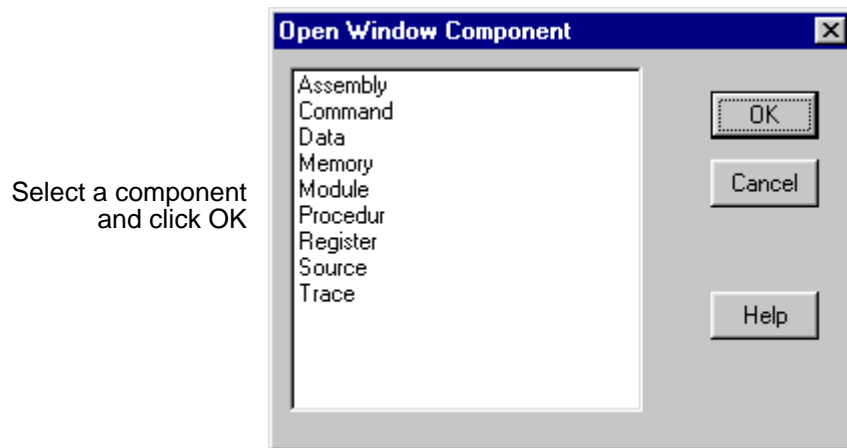 Open Window Component
Assembly
Command
Data
Memory
Module
Procedur
Register
Source
Trace
OK
Cancel
Help
Select a component
and click OK